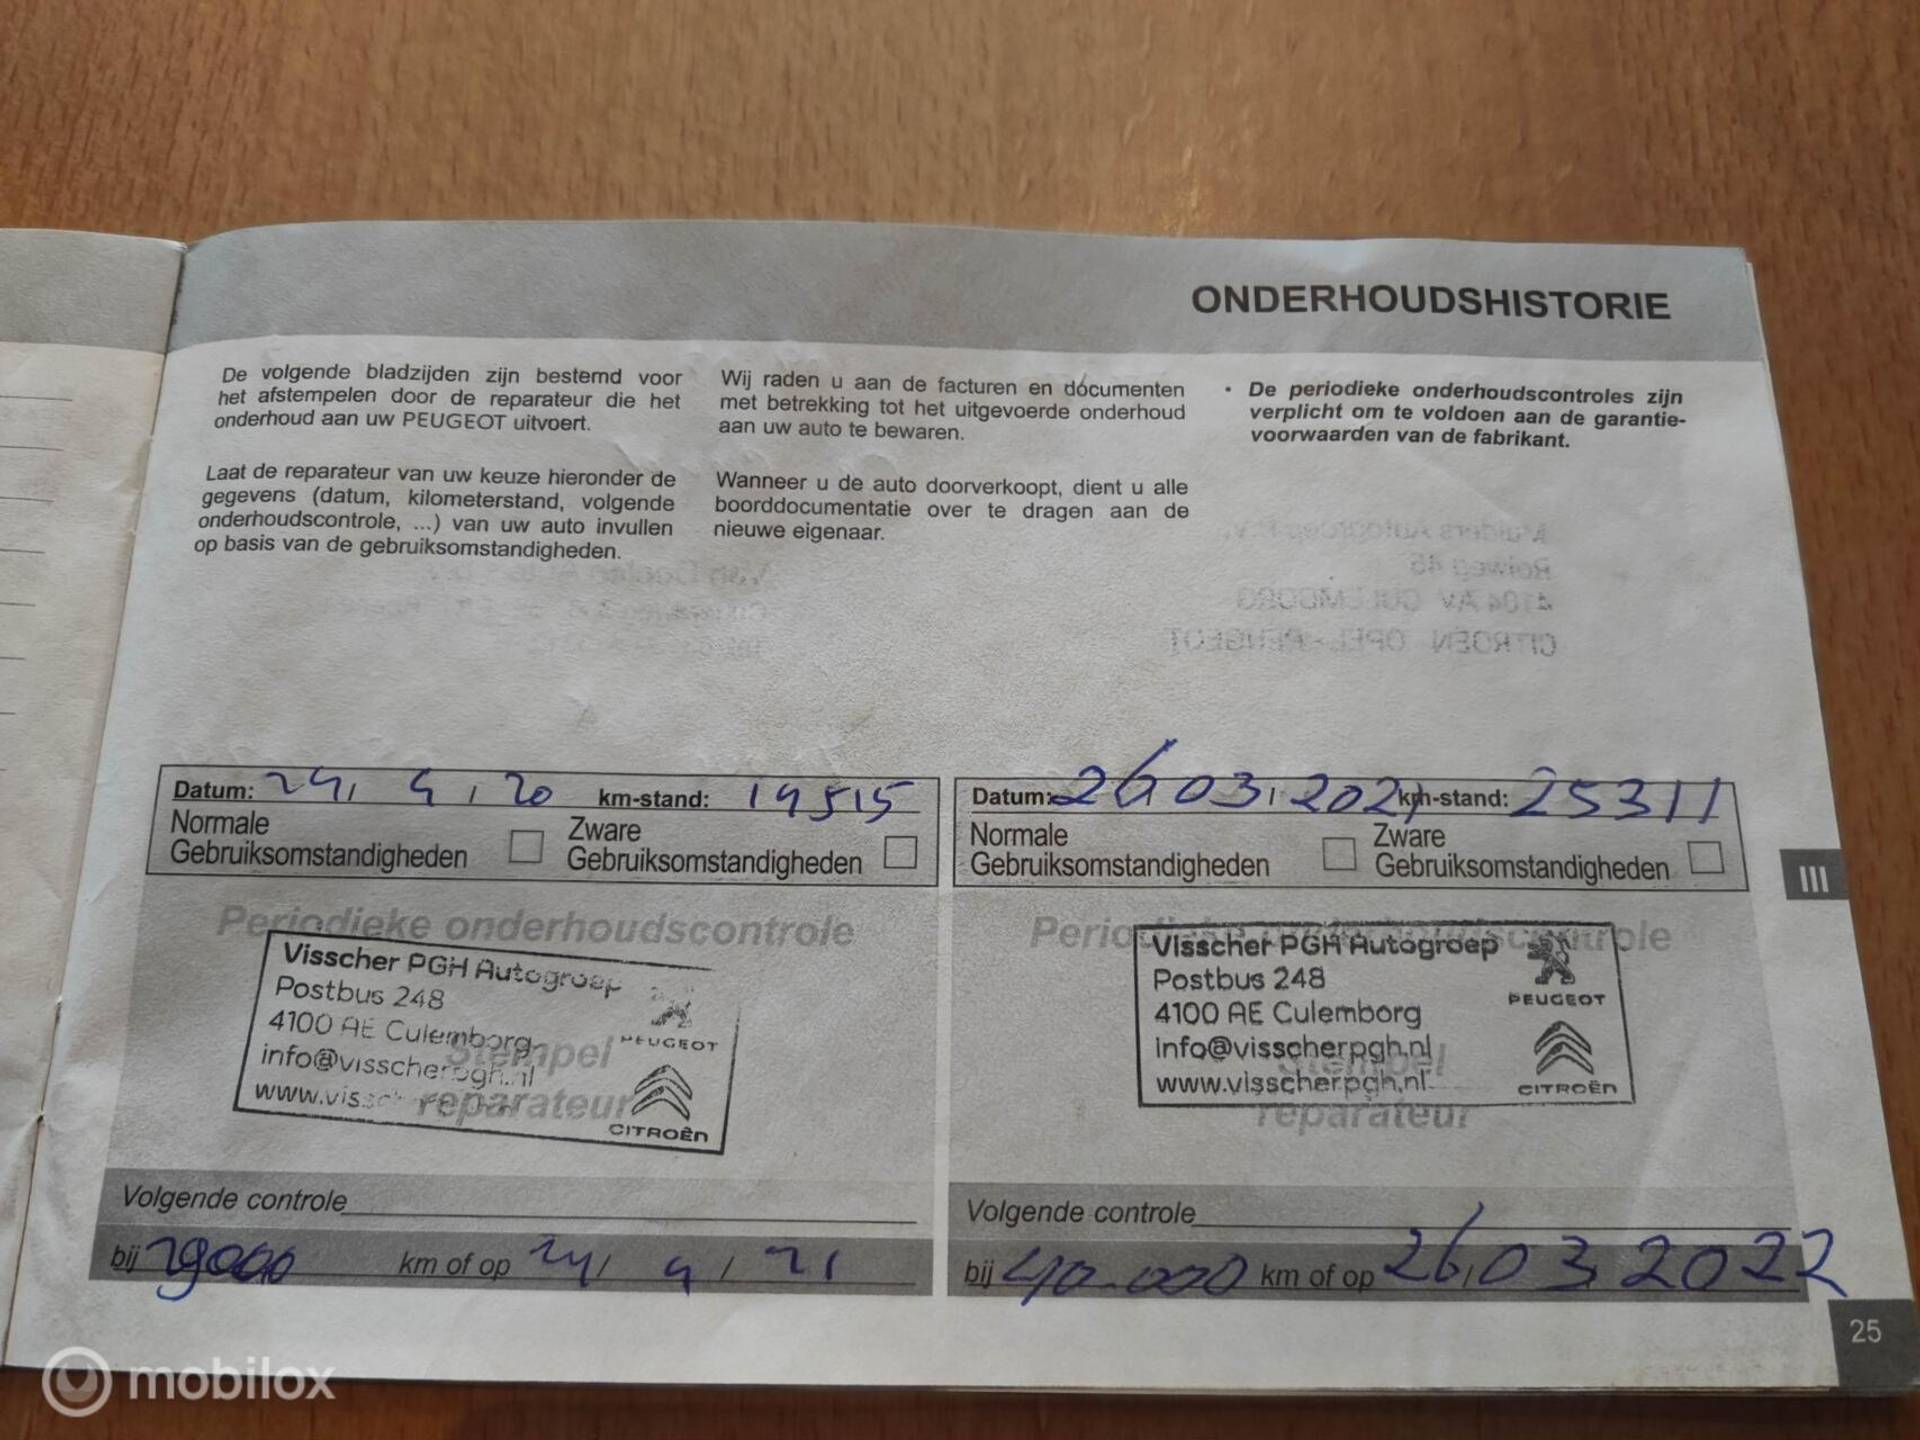 ONDERHOUDSHISTORIE
De volgende bladzijden zijn bestemd voor
het afstempelen door de reparateur die het
onderhoud aan uw PEUGEOT uitvoert.
Laat de reparateur van uw keuze hieronder de
gegevens (datum, kilometerstand, volgende
onderhoudscontrole, ...) van uw auto invullen
op basis van de gebruiksomstandigheden.
Wij raden u aan de facturen en documenten
met betrekking tot het uitgevoerde onderhoud
aan uw auto te bewaren.
Wanneer u de auto doorverkoopt, dient u alle
boorddocumentatie over te dragen aan de
nieuwe eigenaar.
• De periodieke onderhoudscontroles zijn
verplicht om te voldoen aan de garantie-
voorwaarden van de fabrikant.
Datum: 24, 4, 20 km-stand: 14515
Normale Gebruiksomstandigheden
Zware Gebruiksomstandigheden
Periodieke onderhoudscontrole
Visscher PGH Autogroep
Postbus 248
4100 AE Culemborg
info@visscherpgh.nl
PEUGEOT
CITROËN
Stempel
reparateur
Volgende controle
bij 29000 km of op 24, 4, 21
Datum: 26, 03, 2021 km-stand: 25311
Normale Gebruiksomstandigheden
Zware Gebruiksomstandigheden
Periodieke onderhoudscontrole
Visscher PGH Autogroep
Postbus 248
4100 AE Culemborg
info@visscherpgh.nl
www.visscherpgh.nl
PEUGEOT
CITROËN
Stempel
reparateur
Volgende controle
bij 40.000 km of op 26, 03, 2022
III
25
mobilox